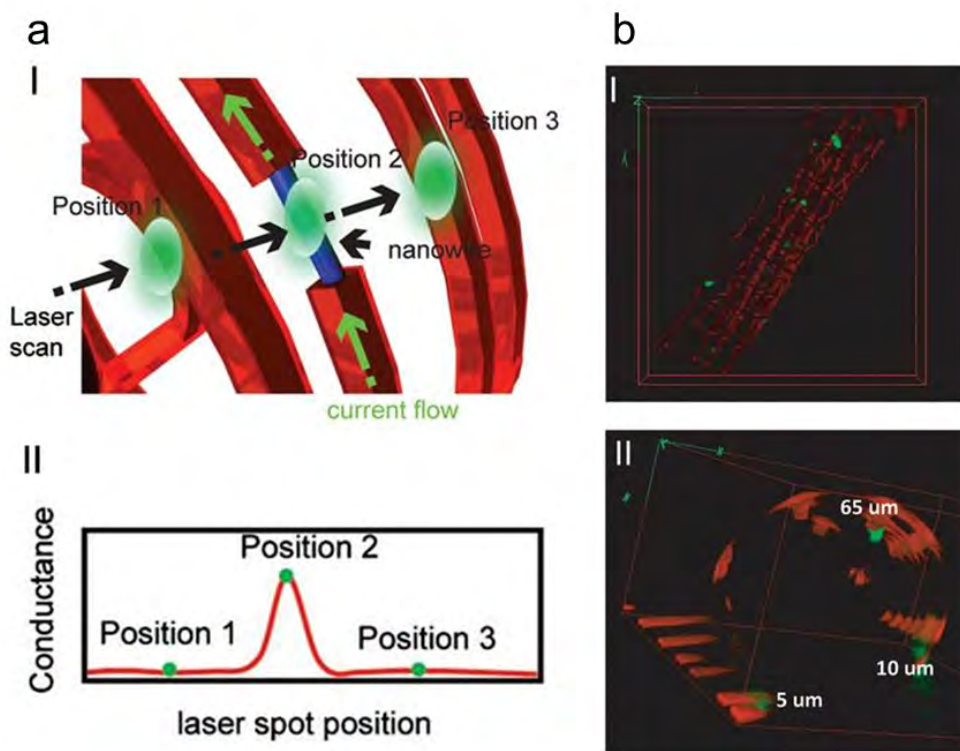 a
I
Position 3
Position 2
Position 1
nanowire
Laser
scan
current flow
II
Conductance
Position 2
Position 1
Position 3
laser spot position
b
I
Z
II
65 um
10 um
5 um